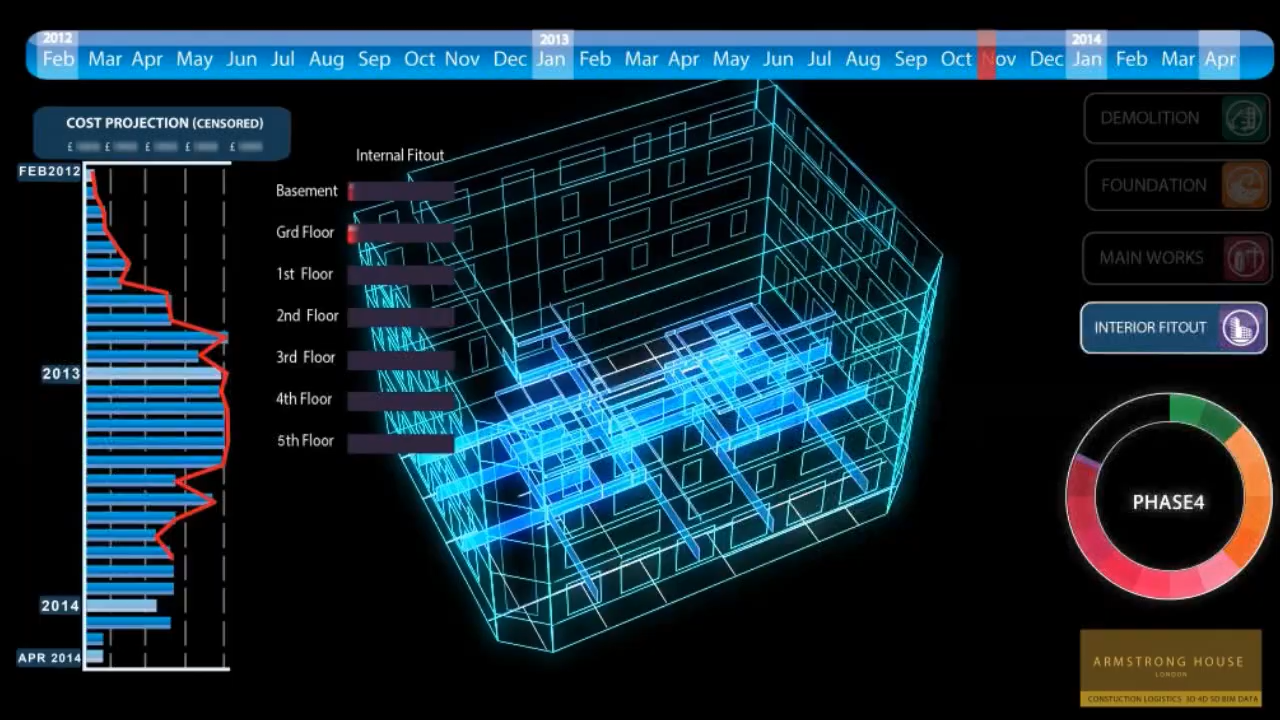 2012 2013 2014
Feb Mar Apr May Jun Jul Aug Sep Oct Nov Dec Jan Feb Mar Apr May Jun Jul Aug Sep Oct Nov Dec Jan Feb Mar Apr
COST PROJECTION (CENSORED)
£ £ £ £ £
FEB2012
2013
2014
APR 2014
Internal Fitout
Basement
Grd Floor
1st Floor
2nd Floor
3rd Floor
4th Floor
5th Floor
DEMOLITION
FOUNDATION
MAIN WORKS
INTERIOR FITOUT
PHASE4
ARMSTRONG HOUSE
LONDON
CONSTUCTION LOGISTICS 3D 4D 5D BIM DATA